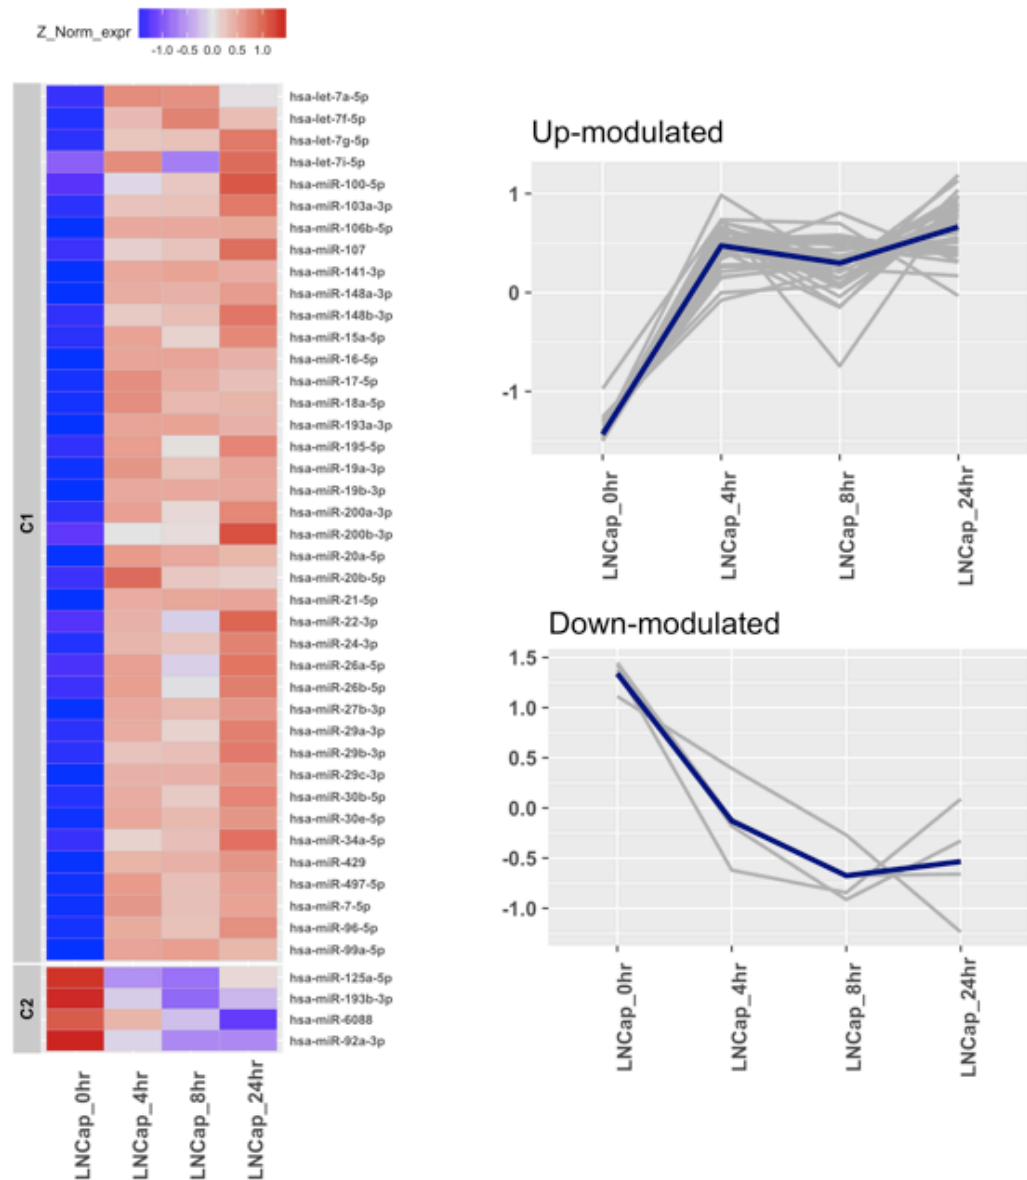 Z_Norm_expr
-1.0 -0.5 0.0 0.5 1.0
C1
hsa-let-7a-5p
hsa-let-7f-5p
hsa-let-7g-5p
hsa-let-7i-5p
hsa-miR-100-5p
hsa-miR-103a-3p
hsa-miR-106b-5p
hsa-miR-107
hsa-miR-141-3p
hsa-miR-148a-3p
hsa-miR-148b-3p
hsa-miR-15a-5p
hsa-miR-16-5p
hsa-miR-17-5p
hsa-miR-18a-5p
hsa-miR-193a-3p
hsa-miR-195-5p
hsa-miR-19a-3p
hsa-miR-19b-3p
hsa-miR-200a-3p
hsa-miR-200b-3p
hsa-miR-20a-5p
hsa-miR-20b-5p
hsa-miR-21-5p
hsa-miR-22-3p
hsa-miR-24-3p
hsa-miR-26a-5p
hsa-miR-26b-5p
hsa-miR-27b-3p
hsa-miR-29a-3p
hsa-miR-29b-3p
hsa-miR-29c-3p
hsa-miR-30b-5p
hsa-miR-30e-5p
hsa-miR-34a-5p
hsa-miR-429
hsa-miR-497-5p
hsa-miR-7-5p
hsa-miR-96-5p
hsa-miR-99a-5p
C2
hsa-miR-125a-5p
hsa-miR-193b-3p
hsa-miR-6088
hsa-miR-92a-3p
LNCap_0hr
LNCap_4hr
LNCap_8hr
LNCap_24hr
Up-modulated
1
0
-1
LNCap_0hr
LNCap_4hr
LNCap_8hr
LNCap_24hr
Down-modulated
1.5
1.0
0.5
0.0
-0.5
-1.0
LNCap_0hr
LNCap_4hr
LNCap_8hr
LNCap_24hr